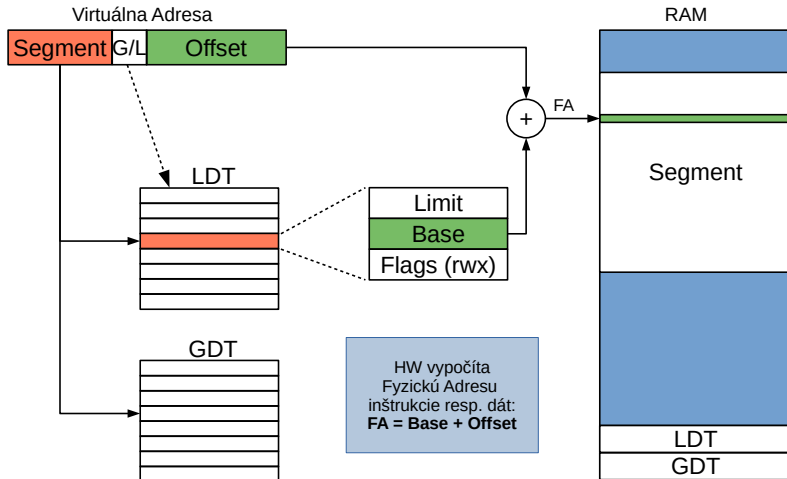 Virtuálna Adresa
RAM
Segment
G/L
Offset
FA
+
LDT
Limit
Base
Flags (rwx)
Segment
GDT
HW vypočíta
Fyzickú Adresu
inštrukcie resp. dát:
FA = Base + Offset
LDT
GDT